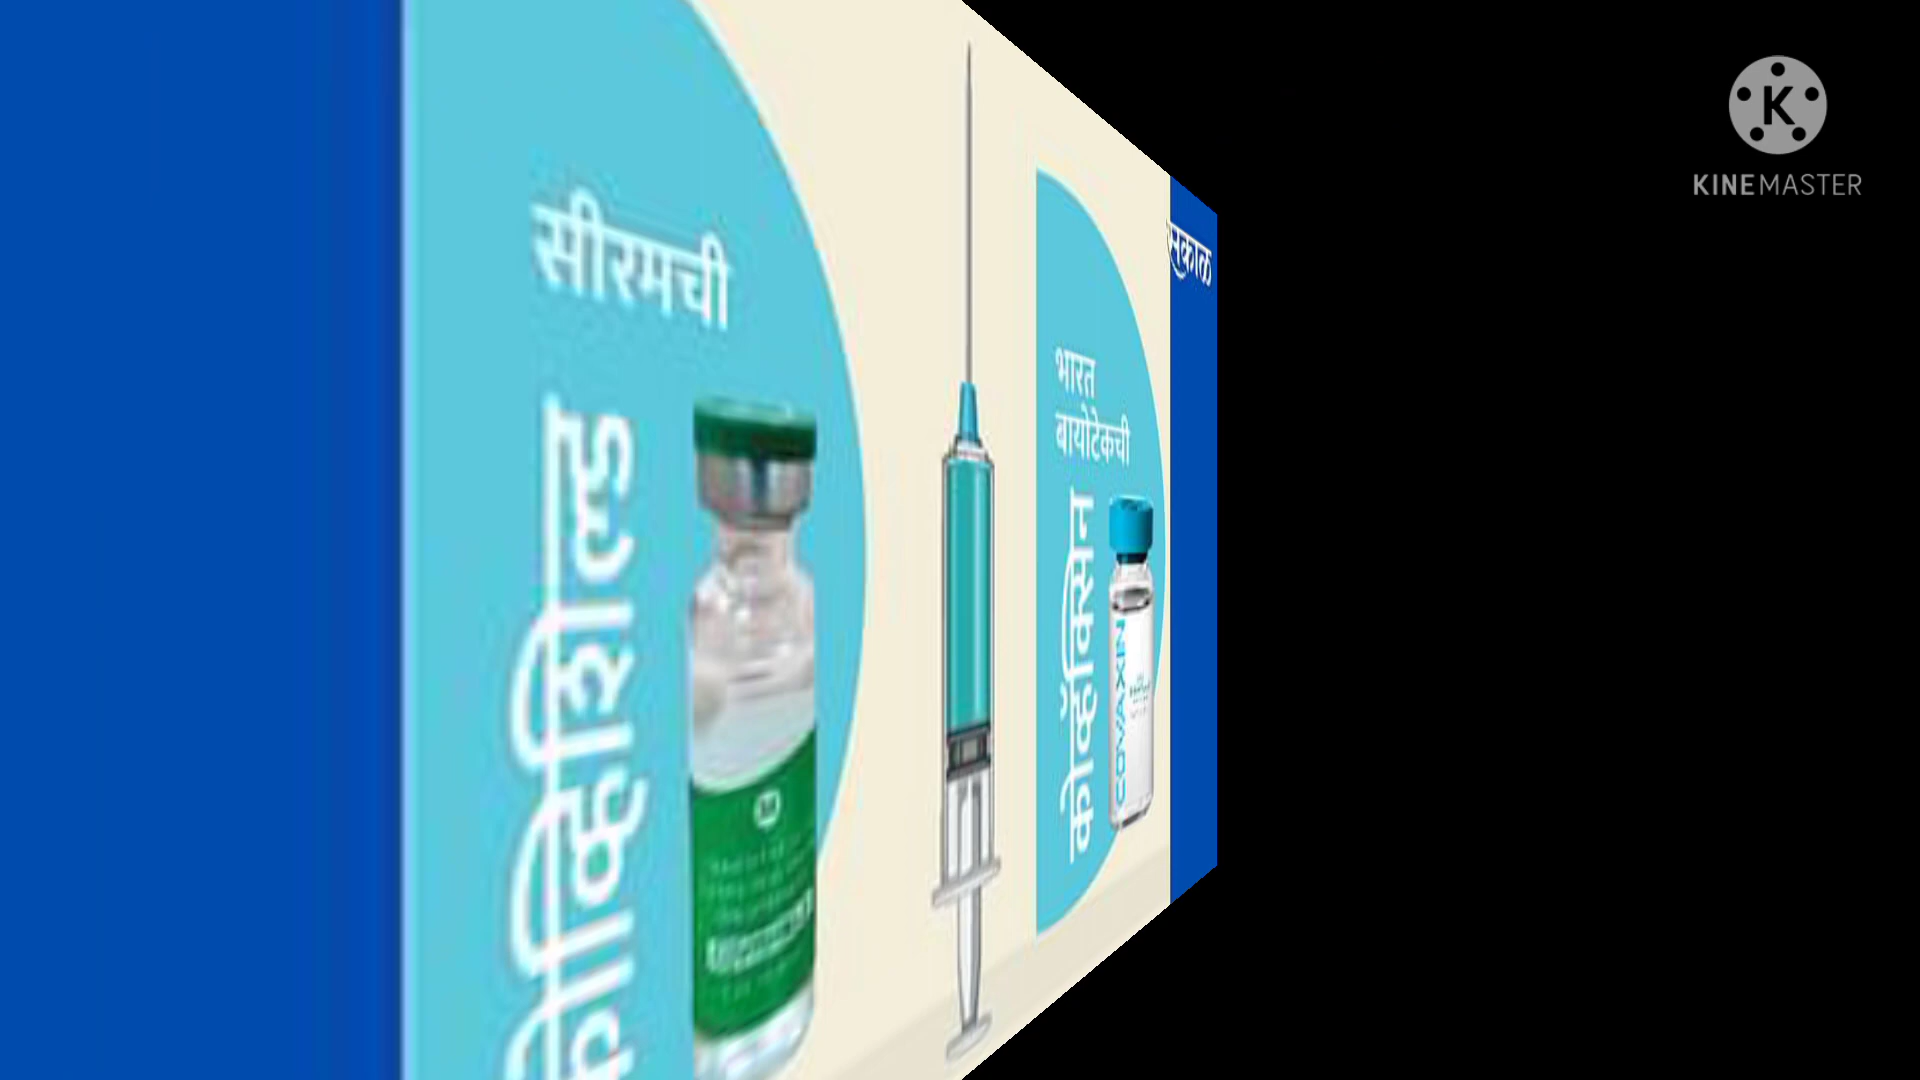 सीरमची
कोव्हिशील्ड
भारत
बायोटेकची
कोव्हॅक्सिन
COVAXIN
सकाळ
K
KINEMASTER